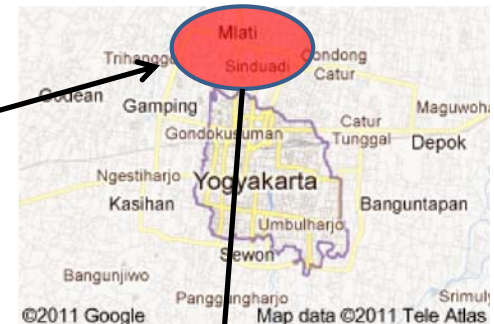 Mlati
Trihangg
Sinduadi
Condong
Catur
Godean
Gamping
Maguwoha
Gondokusuman
Catur
Tunggal
Depok
Ngestiharjo
Yogyakarta
Kasihan
Banguntapan
Umbulharjo
Sewon
Bangunjiwo
Panggungharjo
Srimuly
©2011 Google
Map data ©2011 Tele Atlas